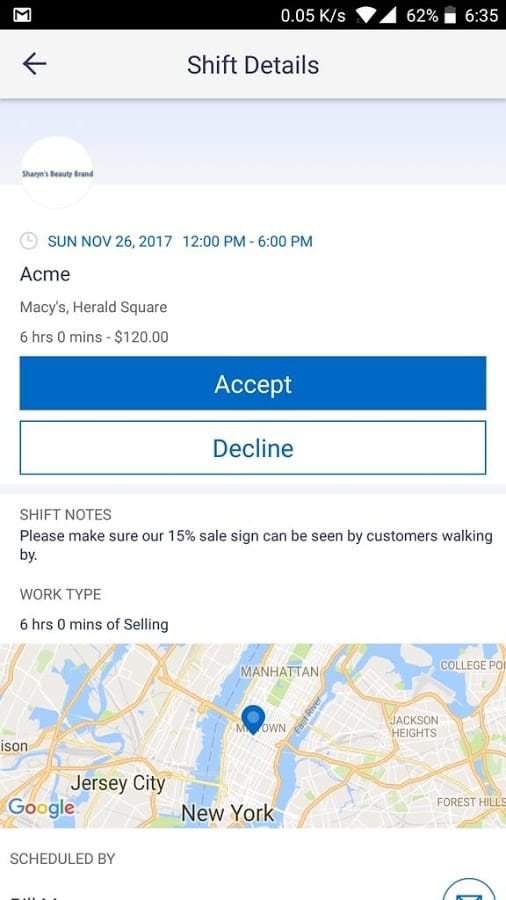 0.05 K/s 62% 6:35
Shift Details
Sharyn's Beauty Brand
SUN NOV 26, 2017 12:00 PM - 6:00 PM
Acme
Macy's, Herald Square
6 hrs 0 mins - $120.00
Accept
Decline
SHIFT NOTES
Please make sure our 15% sale sign can be seen by customers walking
by.
WORK TYPE
6 hrs 0 mins of Selling
MANHATTAN
COLLEGE POI
East River
JACKSON
HEIGHTS
ison
Jersey City
Google
New York
FOREST HILLS
SCHEDULED BY